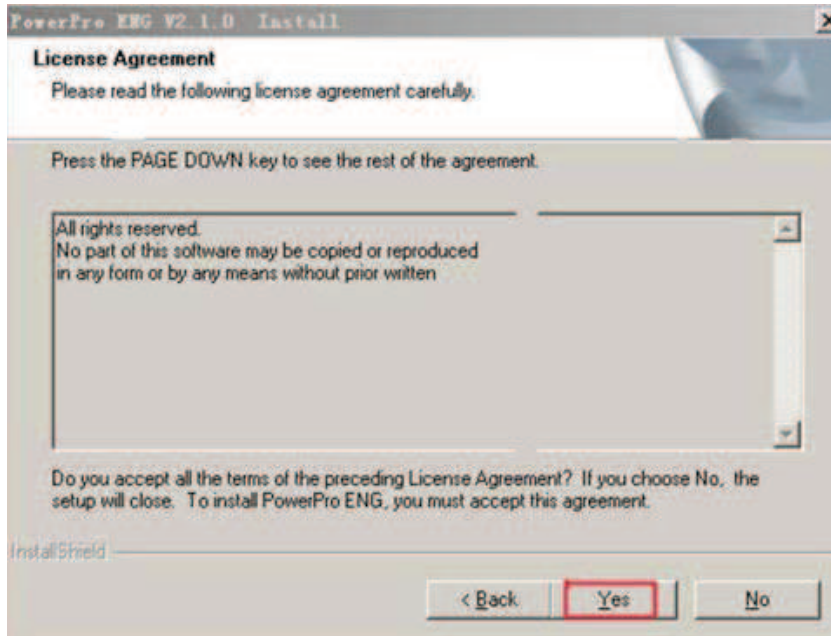 PowerPro ENG V2.1.0 Install
License Agreement
Please read the following license agreement carefully.
Press the PAGE DOWN key to see the rest of the agreement.
All rights reserved.
No part of this software may be copied or reproduced
in any form or by any means without prior written
Do you accept all the terms of the preceding License Agreement? If you choose No, the
setup will close. To install PowerPro ENG, you must accept this agreement.
InstallShield
< Back Yes No